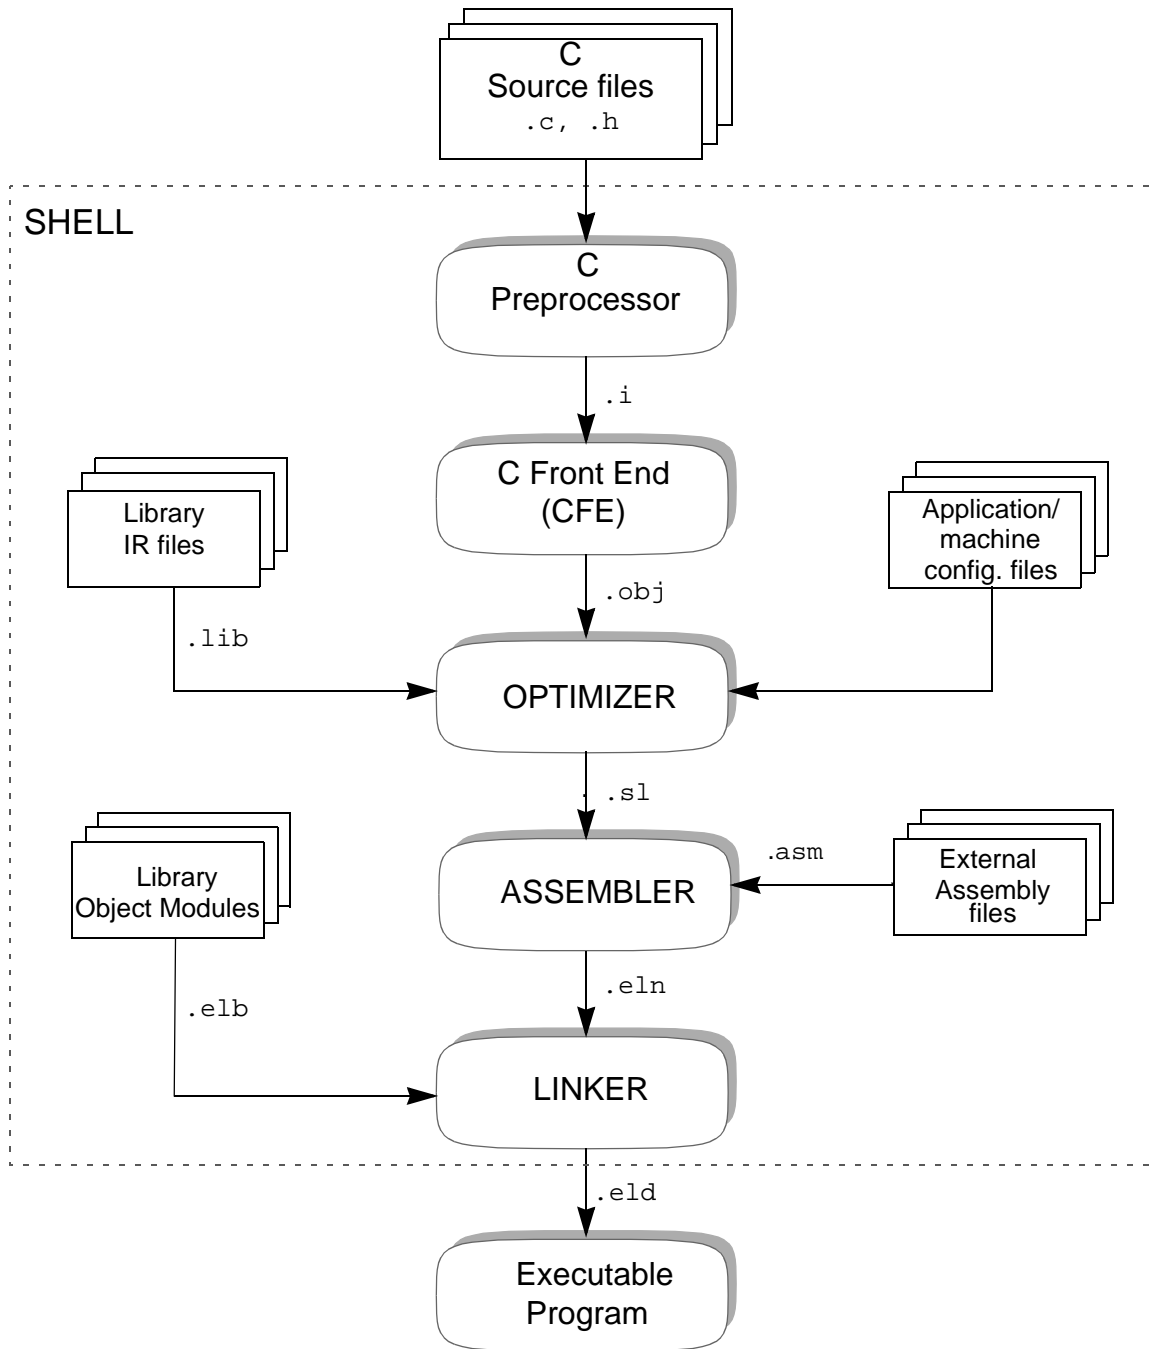 C
Source files
.c, .h
SHELL
C
Preprocessor
.i
C Front End
(CFE)
Library
IR files
Application/
machine
config. files
.obj
.lib
OPTIMIZER
.sl
Library
Object Modules
ASSEMBLER
.asm
External
Assembly
files
.eln
.elb
LINKER
.eld
Executable
Program